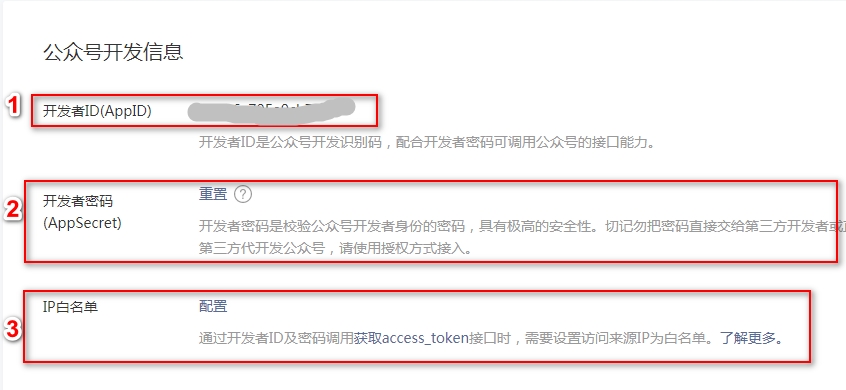 公众号开发信息
1
开发者ID(AppID)
开发者ID是公众号开发识别码，配合开发者密码可调用公众号的接口能力。
2
开发者密码 重置 ?
(AppSecret)
开发者密码是校验公众号开发者身份的密码，具有极高的安全性。切记勿把密码直接交给第三方开发者或
第三方代开发公众号，请使用授权方式接入。
3
IP白名单 配置
通过开发者ID及密码调用获取access_token接口时，需要设置访问来源IP为白名单。了解更多。